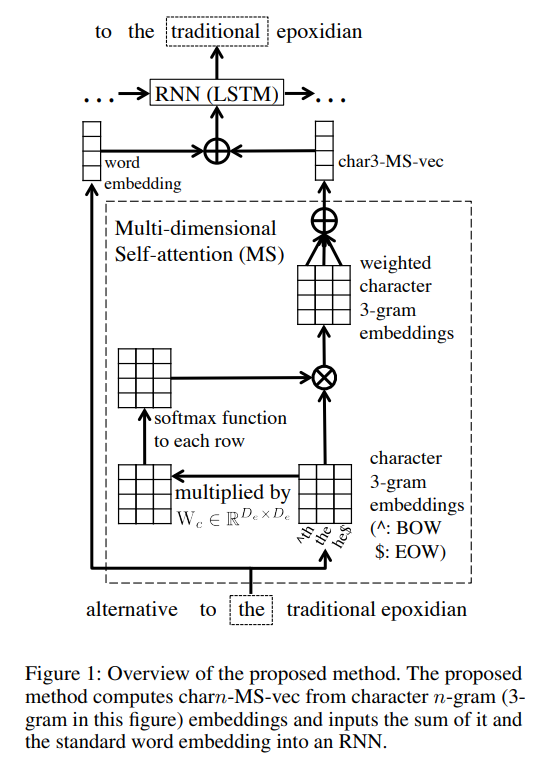 to the traditional epoxidian
... RNN (LSTM) ...
word
embedding
char3-MS-vec
Multi-dimensional
Self-attention (MS)
weighted
character
3-gram
embeddings
softmax function
to each row
multiplied by
W_c ∈ ℝ^{D_e×D_e}
character
3-gram
embeddings
(^: BOW
$: EOW)
^th
the
he$
alternative to the traditional epoxidian
Figure 1: Overview of the proposed method. The proposed
method computes charn-MS-vec from character n-gram (3-
gram in this figure) embeddings and inputs the sum of it and
the standard word embedding into an RNN.